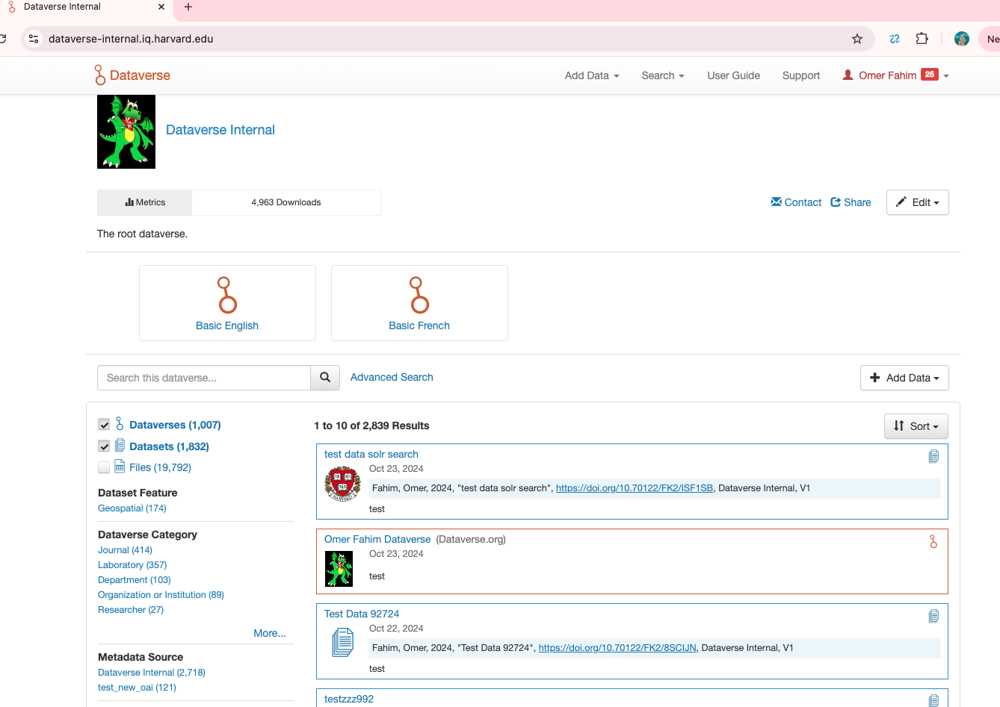 Dataverse Internal
dataverse-internal.iq.harvard.edu
Ne
Dataverse
Add Data
Search
User Guide
Support
Omer Fahim 25
Dataverse Internal
Metrics
4,963 Downloads
Contact
Share
Edit
The root dataverse.
Basic English
Basic French
Search this dataverse...
Advanced Search
Add Data
Dataverses (1,007)
Datasets (1,832)
Files (19,792)
Dataset Feature
Geospatial (174)
Dataverse Category
Journal (414)
Laboratory (357)
Department (103)
Organization or Institution (89)
Researcher (27)
More...
Metadata Source
Dataverse Internal (2,718)
test_new_oai (121)
1 to 10 of 2,839 Results
Sort
test data solr search
Oct 23, 2024
Fahim, Omer, 2024, "test data solr search", https://doi.org/10.70122/FK2/ISF1SB, Dataverse Internal, V1
test
Omer Fahim Dataverse (Dataverse.org)
Oct 23, 2024
test
Test Data 92724
Oct 22, 2024
Fahim, Omer, 2024, "Test Data 92724", https://doi.org/10.70122/FK2/8SCIJN, Dataverse Internal, V1
test
testzzz992